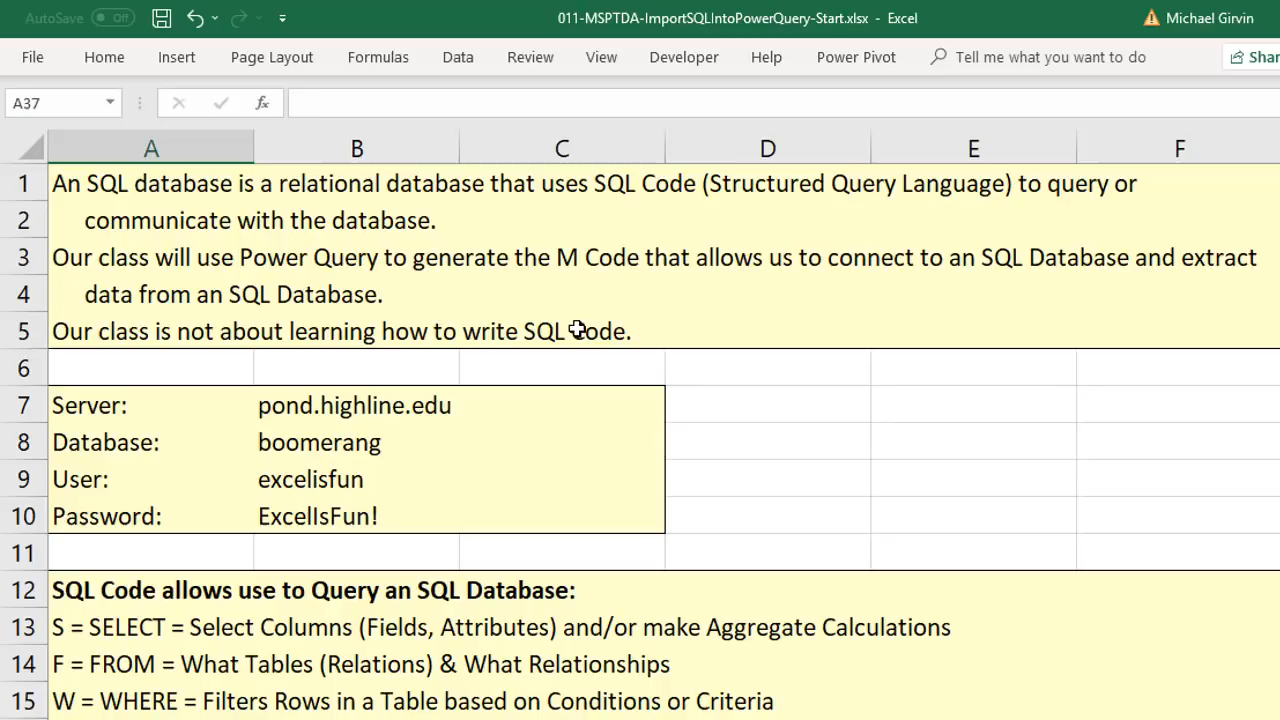 AutoSave Off 011-MSPTDA-ImportSQLIntoPowerQuery-Start.xlsx - Excel Michael Girvin
File Home Insert Page Layout Formulas Data Review View Developer Help Power Pivot Tell me what you want to do Shar
A37 fx
A B C D E F
1 An SQL database is a relational database that uses SQL Code (Structured Query Language) to query or
2 communicate with the database.
3 Our class will use Power Query to generate the M Code that allows us to connect to an SQL Database and extract
4 data from an SQL Database.
5 Our class is not about learning how to write SQL Code.
6
7 Server: pond.highline.edu
8 Database: boomerang
9 User: excelisfun
10 Password: ExcelIsFun!
11
12 SQL Code allows use to Query an SQL Database:
13 S = SELECT = Select Columns (Fields, Attributes) and/or make Aggregate Calculations
14 F = FROM = What Tables (Relations) & What Relationships
15 W = WHERE = Filters Rows in a Table based on Conditions or Criteria